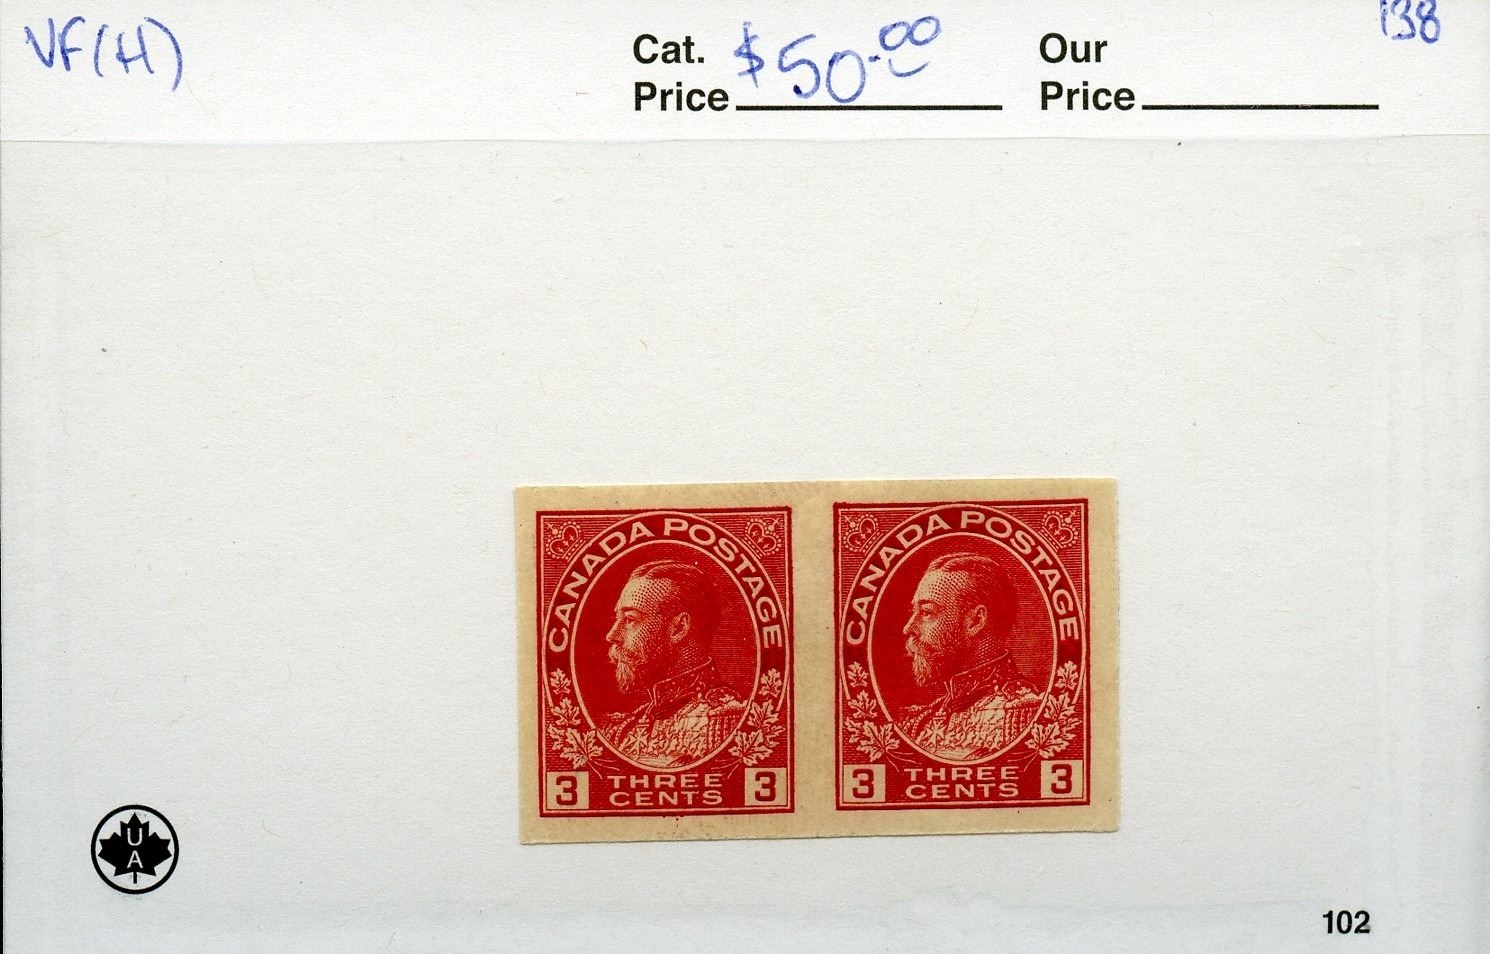 VF(H)
Cat. Price $50.00
Our Price
138
CANADA POSTAGE
3 THREE CENTS 3
CANADA POSTAGE
3 THREE CENTS 3
U
A
102